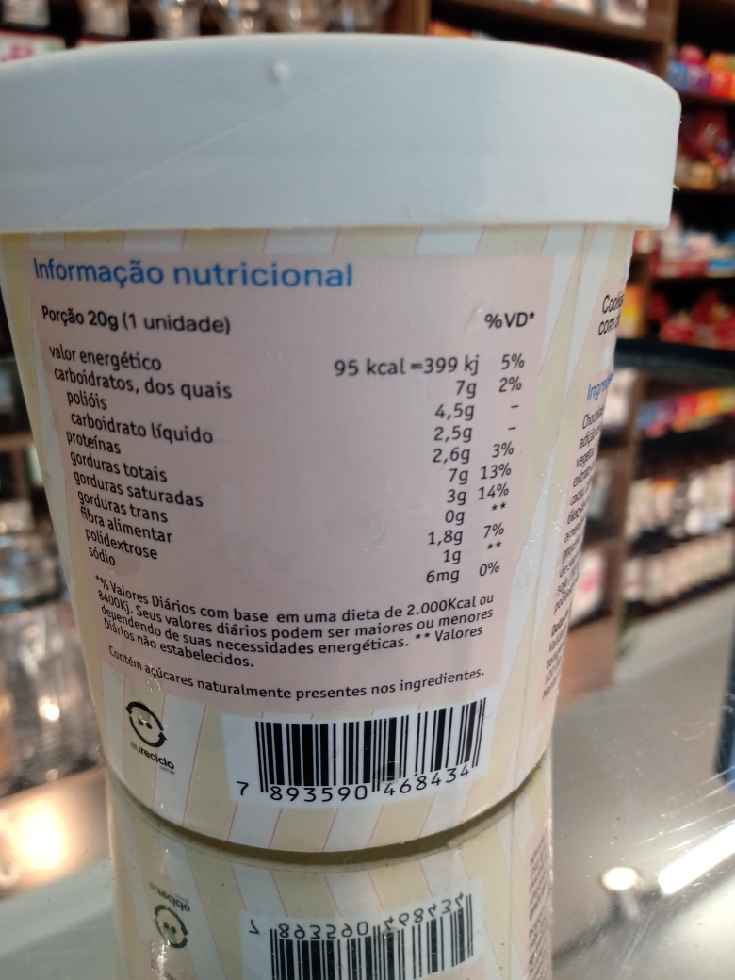 Informação nutricional
Porção 20g (1 unidade) %VD*
valor energético 95 kcal =399 kj 5%
carboidratos, dos quais 7g 2%
polióis 4,5g -
carboidrato líquido 2,5g -
proteínas 2,6g 3%
gorduras totais 7g 13%
gorduras saturadas 3g 14%
gorduras trans 0g **
fibra alimentar 1,8g 7%
polidextrose 1g **
sódio 6mg 0%
*% Valores Diários com base em uma dieta de 2.000Kcal ou
8400Kj. Seus valores diários podem ser maiores ou menores
dependendo de suas necessidades energéticas. ** Valores
Diários não estabelecidos.
Contém açúcares naturalmente presentes nos ingredientes.
eureciclo
7 893590 468434